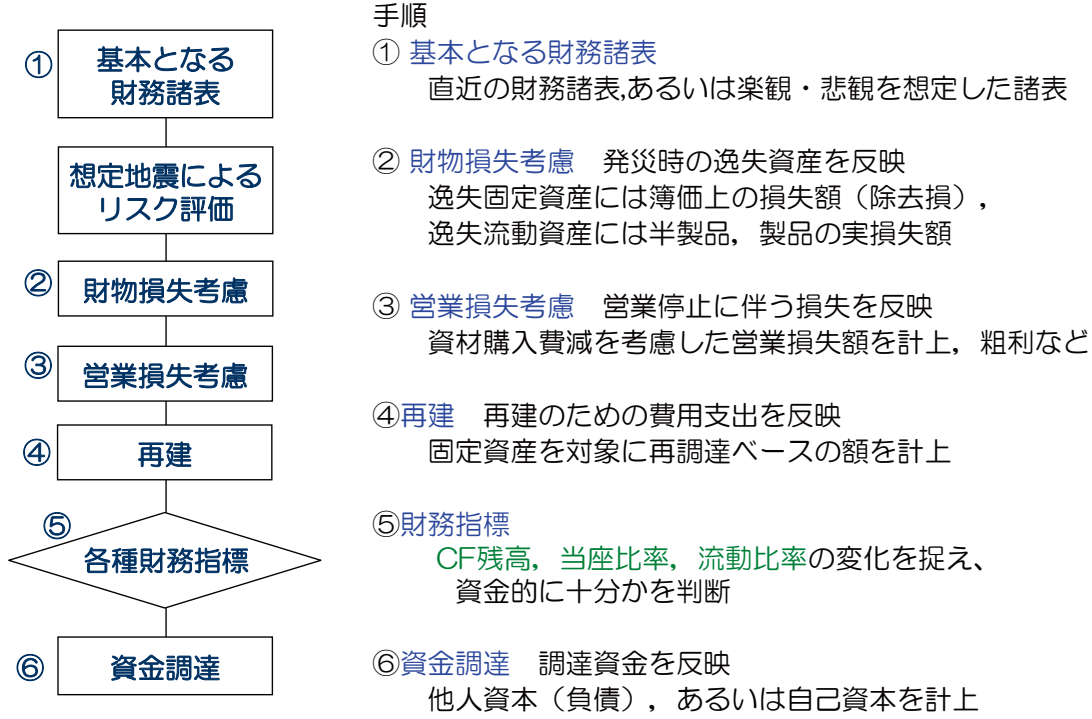 ①
基本となる
財務諸表
想定地震による
リスク評価
②
財物損失考慮
③
営業損失考慮
④
再建
⑤
各種財務指標
⑥
資金調達
手順
① 基本となる財務諸表
直近の財務諸表,あるいは楽観・悲観を想定した諸表
② 財物損失考慮　発災時の逸失資産を反映
逸失固定資産には簿価上の損失額（除去損），
逸失流動資産には半製品，製品の実損失額
③ 営業損失考慮　営業停止に伴う損失を反映
資材購入費減を考慮した営業損失額を計上，粗利など
④再建　再建のための費用支出を反映
固定資産を対象に再調達ベースの額を計上
⑤財務指標
CF残高，当座比率，流動比率の変化を捉え、
資金的に十分かを判断
⑥資金調達　調達資金を反映
他人資本（負債），あるいは自己資本を計上